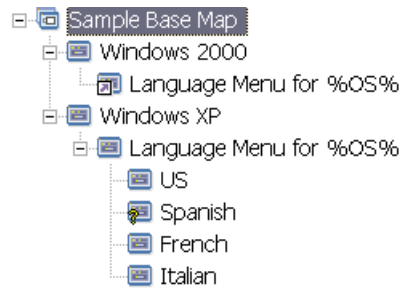 Sample Base Map
Windows 2000
Language Menu for %OS%
Windows XP
Language Menu for %OS%
US
Spanish
French
Italian